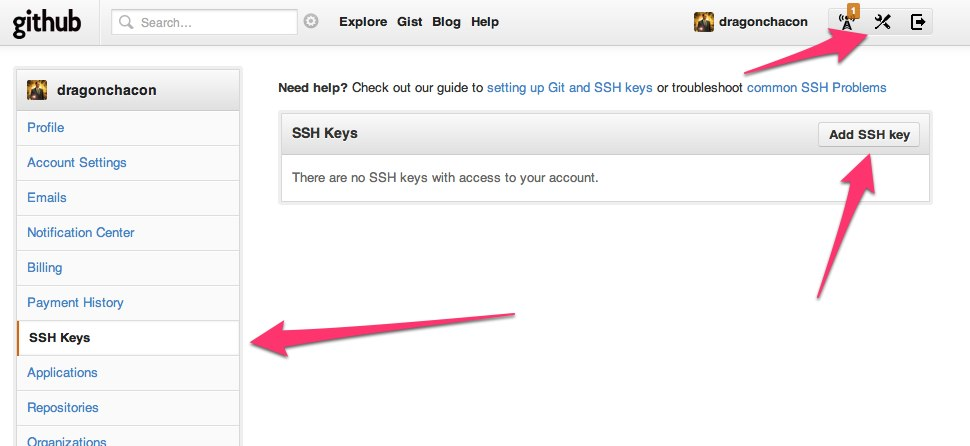 github
Search...
Explore Gist Blog Help
dragonchacon
1
dragonchacon
Profile
Account Settings
Emails
Notification Center
Billing
Payment History
SSH Keys
Applications
Repositories
Organizations
Need help? Check out our guide to setting up Git and SSH keys or troubleshoot common SSH Problems
SSH Keys
Add SSH key
There are no SSH keys with access to your account.